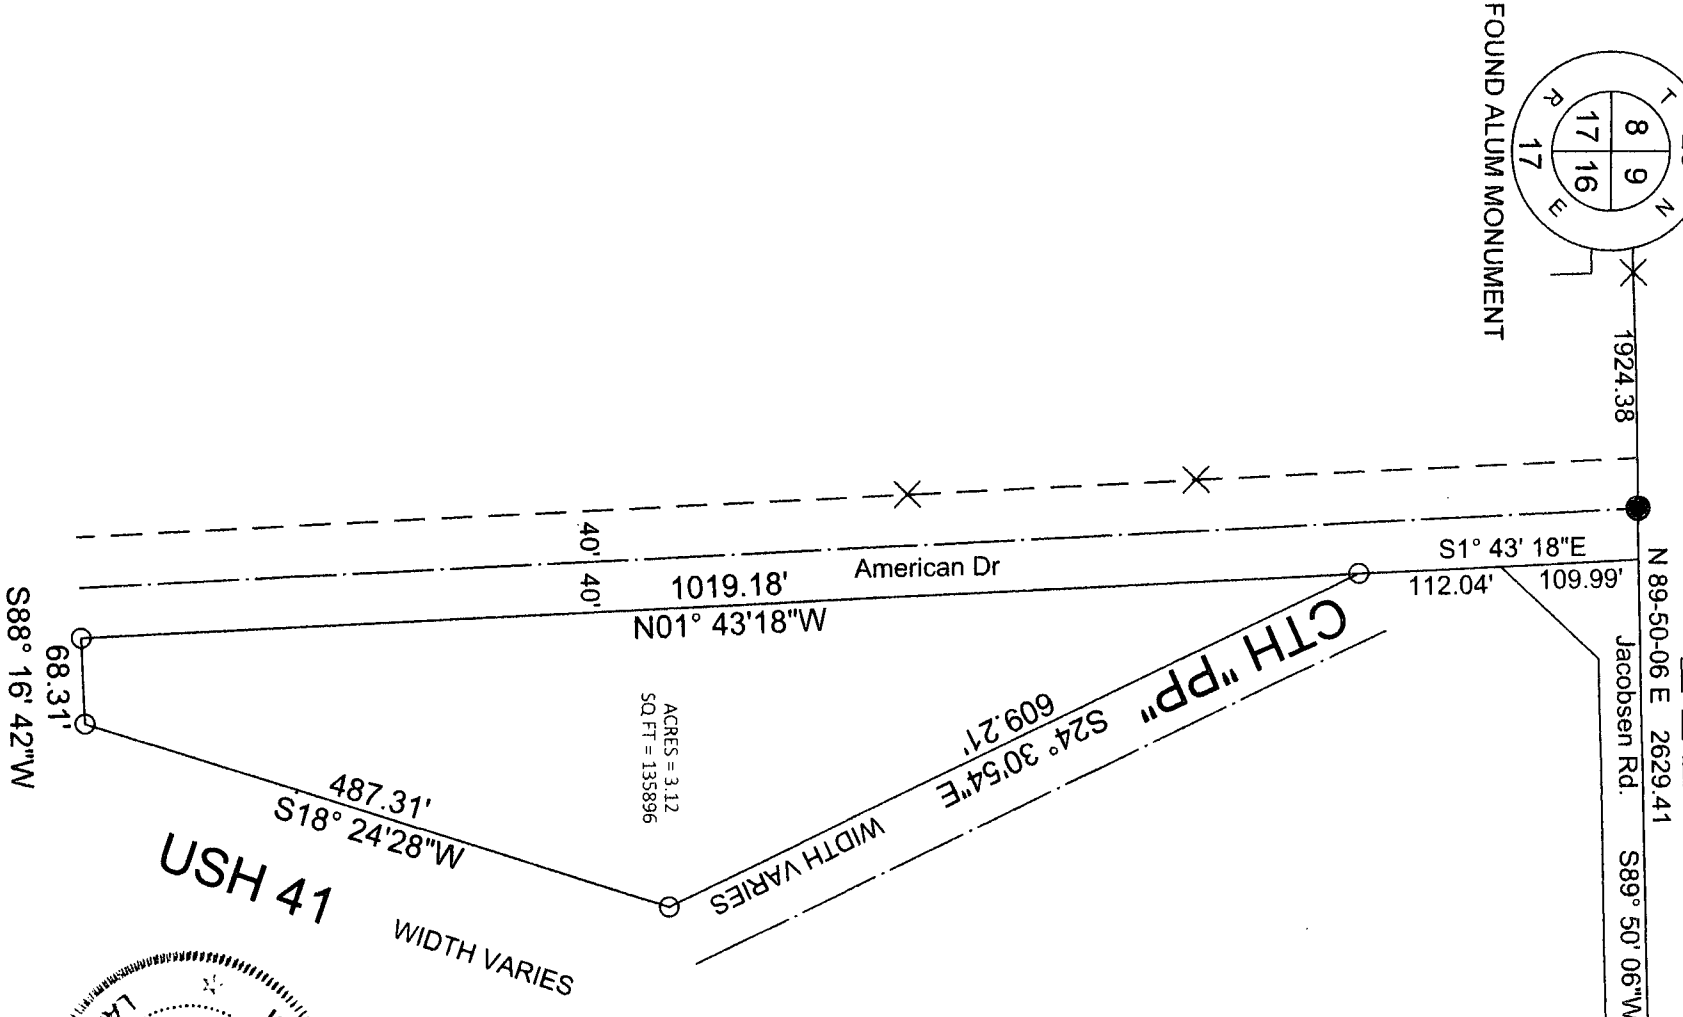 T
N
R
E
8
9
17
16
17
FOUND ALUM MONUMENT
1924.38
N 89-50-06 E 2629.41
Jacobsen Rd. S89° 50' 06"W
S1° 43' 18"E
112.04'
109.99'
American Dr
40'
40'
1019.18'
N01° 43'18"W
CTH "PP"
S24° 30'54"E
609.21'
WIDTH VARIES
ACRES = 3.12
SQ FT = 135896
68.31'
S88° 16' 42"W
487.31'
S18° 24'28"W
USH 41
WIDTH VARIES